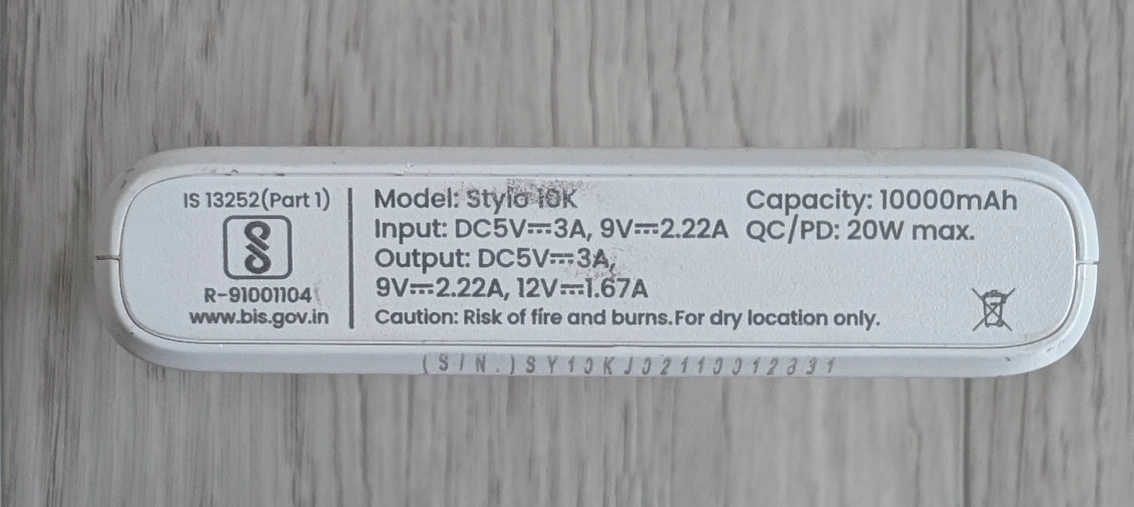 IS 13252(Part 1)
R-91001104
www.bis.gov.in
Model: Stylo 10K
Input: DC5V⎓3A, 9V⎓2.22A
Output: DC5V⎓3A,
9V⎓2.22A, 12V⎓1.67A
Caution: Risk of fire and burns.For dry location only.
Capacity: 10000mAh
QC/PD: 20W max.
(S/N.)